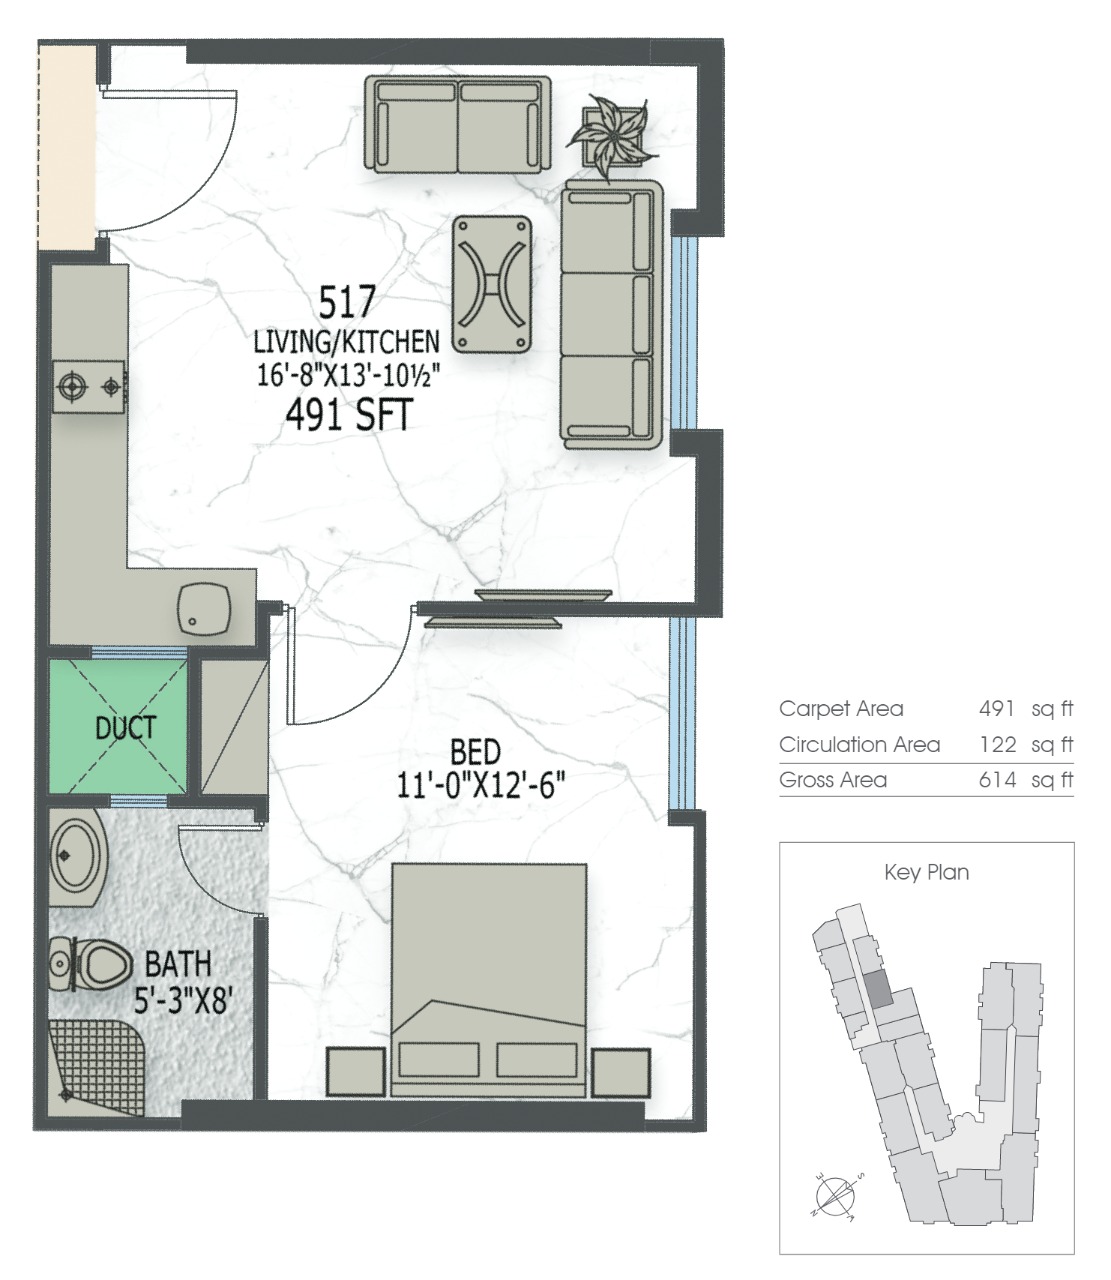 517
LIVING/KITCHEN
16'-8"X13'-10½"
491 SFT
DUCT
BED
11'-0"X12'-6"
BATH
5'-3"X8'
Carpet Area 491 sq ft
Circulation Area 122 sq ft
Gross Area 614 sq ft
Key Plan
E S
N